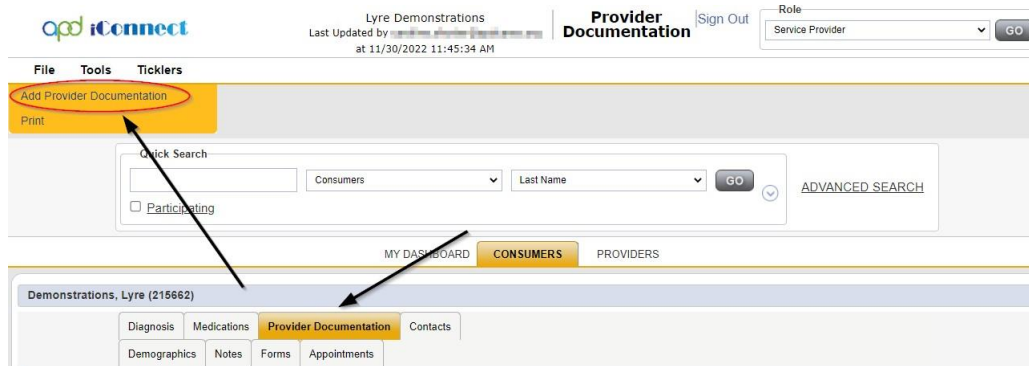 apd iConnect
Lyre Demonstrations
Last Updated by
at 11/30/2022 11:45:34 AM
Provider
Documentation
Sign Out
Role
Service Provider
GO
File Tools Ticklers
Add Provider Documentation
Print
Quick Search
Consumers Last Name GO
ADVANCED SEARCH
Participating
MY DASHBOARD CONSUMERS PROVIDERS
Demonstrations, Lyre (215662)
Diagnosis Medications Provider Documentation Contacts
Demographics Notes Forms Appointments